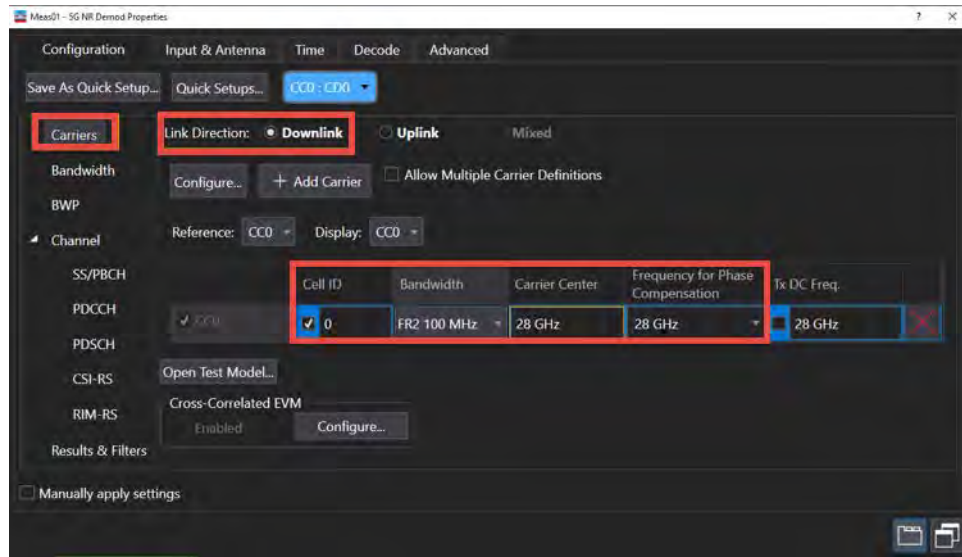 Meas01 - 5G NR Demod Properties ? ×
Configuration Input & Antenna Time Decode Advanced
Save As Quick Setup... Quick Setups... CC0 : CD0
Carriers Link Direction: Downlink Uplink Mixed
Bandwidth Configure... + Add Carrier Allow Multiple Carrier Definitions
BWP
Channel Reference: CC0 Display: CC0
SS/PBCH Cell ID Bandwidth Carrier Center Frequency for Phase Compensation Tx DC Freq.
PDCCH CC0 0 FR2 100 MHz 28 GHz 28 GHz 28 GHz
PDSCH
CSI-RS Open Test Model...
Cross-Correlated EVM
RIM-RS Enabled Configure...
Results & Filters
Manually apply settings